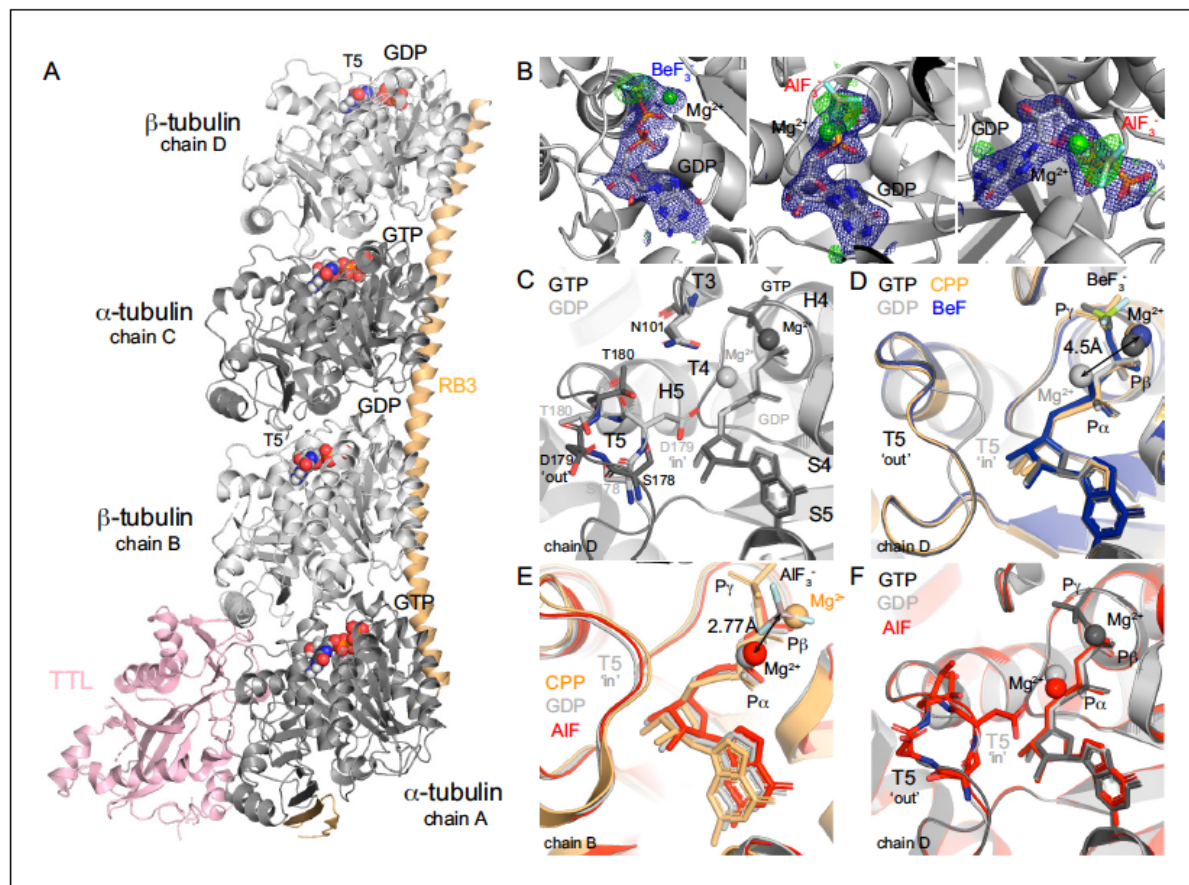 A
T5
GDP
β-tubulin
chain D
GTP
α-tubulin
chain C
RB3
GDP
T5
β-tubulin
chain B
GTP
TTL
α-tubulin
chain A
B
BeF3-
Mg2+
GDP
AlF3-
Mg2+
GDP
GDP
AlF3-
Mg2+
C
GTP
GDP
T3
N101
GTP
H4
Mg2+
T180
T4
Mg2+
H5
T180
T5
GDP
D179
'in'
D179
'out'
S178
S178
S4
S5
chain D
D
GTP CPP
GDP BeF
BeF3-
Pγ
Mg2+
4.5Å
Mg2+
Pβ
T5
'out'
T5
'in'
Pα
chain D
E
Pγ
AlF3-
Mg2+
2.77Å
Pβ
T5
'in'
CPP
GDP
AlF
Mg2+
Pα
chain B
F
GTP
GDP
AlF
Pγ
Mg2+
Pβ
Mg2+
Pα
T5
'in'
T5
'out'
chain D